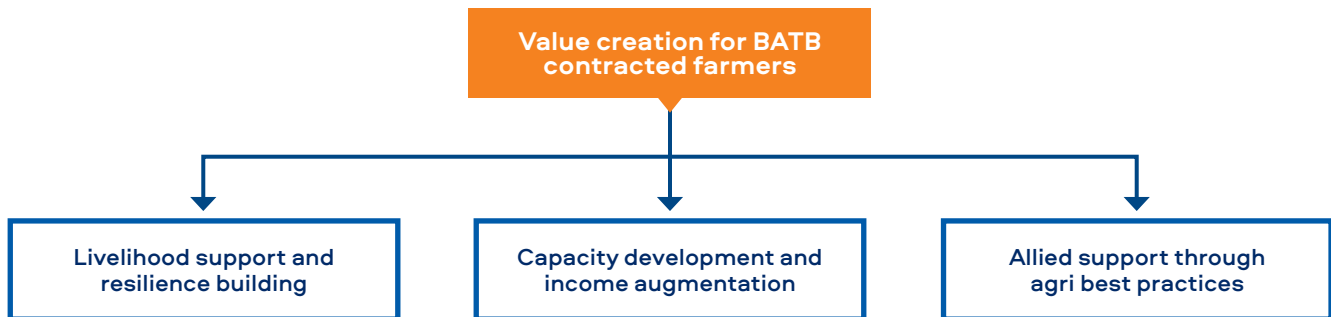 Value creation for BATB
contracted farmers
Livelihood support and
resilience building
Capacity development and
income augmentation
Allied support through
agri best practices